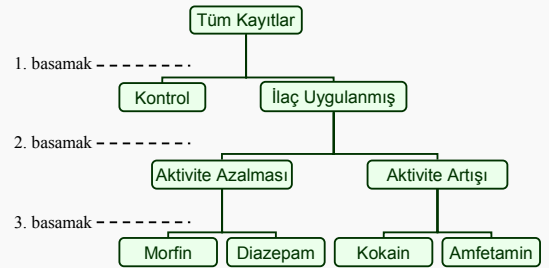 Tüm Kayıtlar
1. basamak
Kontrol
İlaç Uygulanmış
2. basamak
Aktivite Azalması
Aktivite Artışı
3. basamak
Morfin
Diazepam
Kokain
Amfetamin